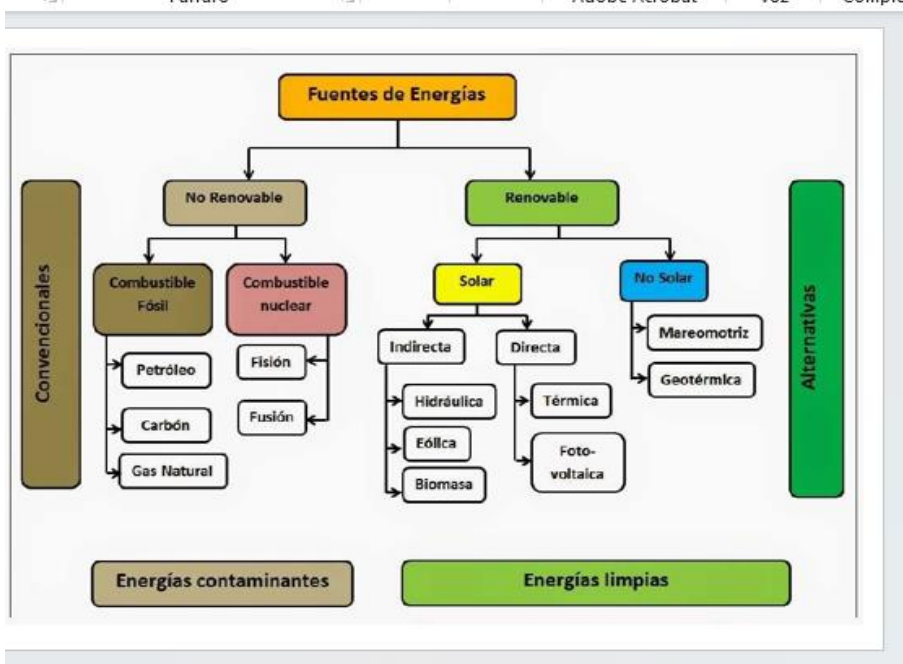 Adobe Acrobat
Voz
Fuentes de Energías
No Renovable
Renovable
Convencionales
Combustible
Fósil
Combustible
nuclear
Solar
No Solar
Alternativas
Petróleo
Carbón
Gas Natural
Fisión
Fusión
Indirecta
Directa
Hidráulica
Eólica
Biomasa
Térmica
Foto-
voltaica
Mareomotriz
Geotérmica
Energías contaminantes
Energías limpias